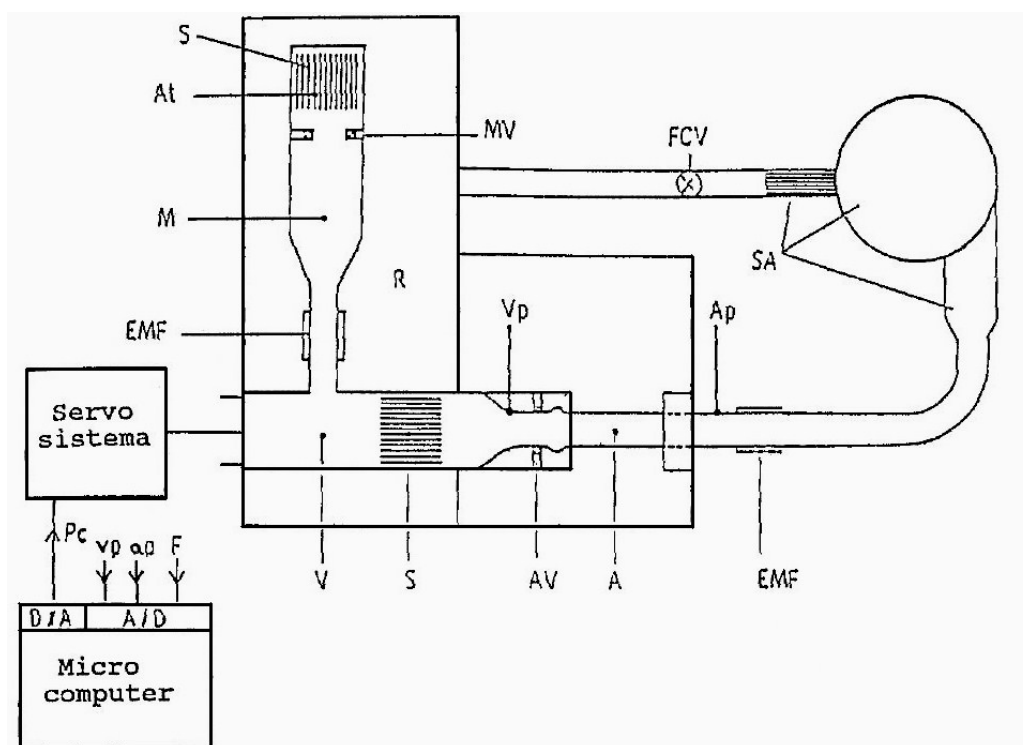 S
At
MV
FCV
M
SA
R
Vp
Ap
EMF
Servo
sistema
Pc
vp ap F
V S AV A EMF
D/A A/D
Micro
computer